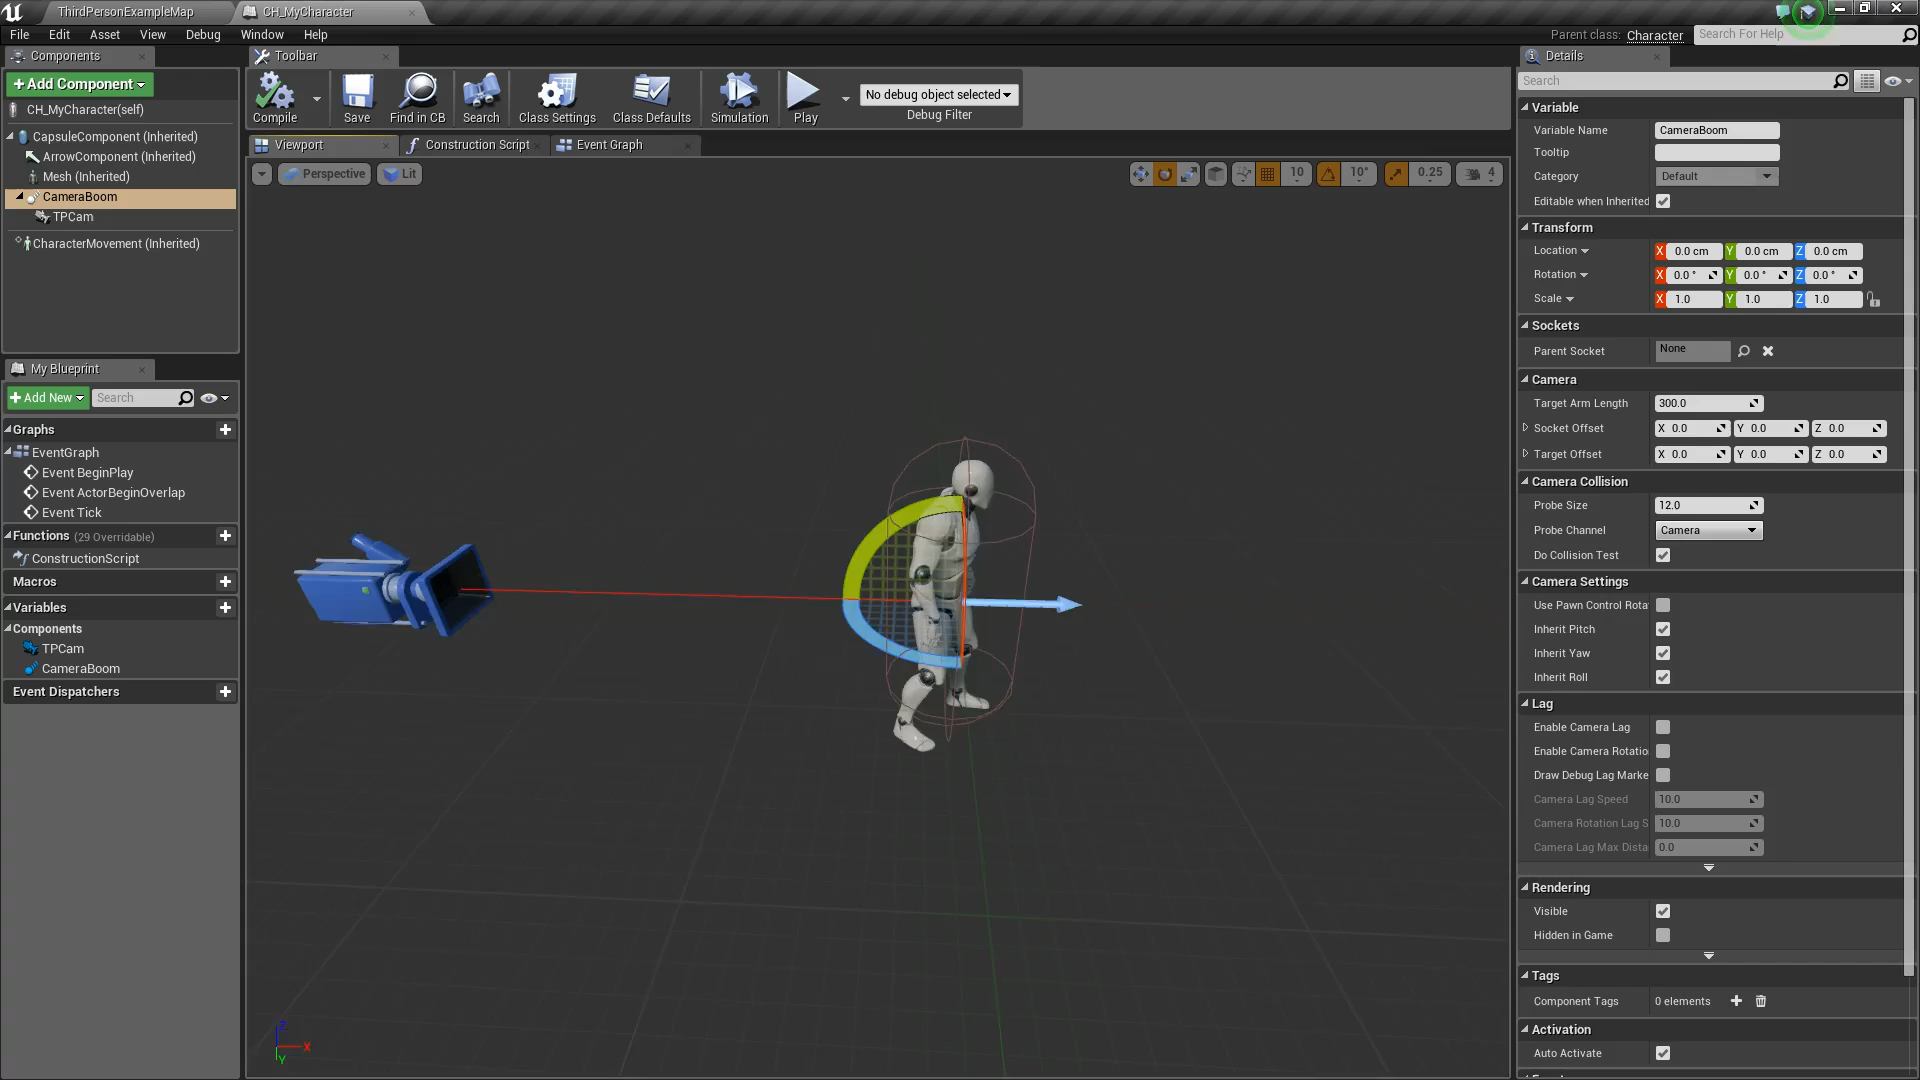 ThirdPersonExampleMap
CH_MyCharacter
File Edit Asset View Debug Window Help
Parent class: Character
Search For Help
Components
+Add Component
CH_MyCharacter(self)
CapsuleComponent (Inherited)
ArrowComponent (Inherited)
Mesh (Inherited)
CameraBoom
TPCam
CharacterMovement (Inherited)
My Blueprint
+Add New
Search
Graphs
EventGraph
Event BeginPlay
Event ActorBeginOverlap
Event Tick
Functions (29 Overridable)
ConstructionScript
Macros
Variables
Components
TPCam
CameraBoom
Event Dispatchers
Toolbar
Compile
Save
Find in CB
Search
Class Settings
Class Defaults
Simulation
Play
No debug object selected
Debug Filter
Viewport
Construction Script
Event Graph
Perspective
Lit
10
10°
0.25
4
Z
X
Y
Details
Search
Variable
Variable Name CameraBoom
Tooltip
Category Default
Editable when Inherited
Transform
Location X 0.0 cm Y 0.0 cm Z 0.0 cm
Rotation X 0.0 ° Y 0.0 ° Z 0.0 °
Scale X 1.0 Y 1.0 Z 1.0
Sockets
Parent Socket None
Camera
Target Arm Length 300.0
Socket Offset X 0.0 Y 0.0 Z 0.0
Target Offset X 0.0 Y 0.0 Z 0.0
Camera Collision
Probe Size 12.0
Probe Channel Camera
Do Collision Test
Camera Settings
Use Pawn Control Rota
Inherit Pitch
Inherit Yaw
Inherit Roll
Lag
Enable Camera Lag
Enable Camera Rotatio
Draw Debug Lag Marke
Camera Lag Speed 10.0
Camera Rotation Lag S 10.0
Camera Lag Max Dista 0.0
Rendering
Visible
Hidden in Game
Tags
Component Tags 0 elements
Activation
Auto Activate